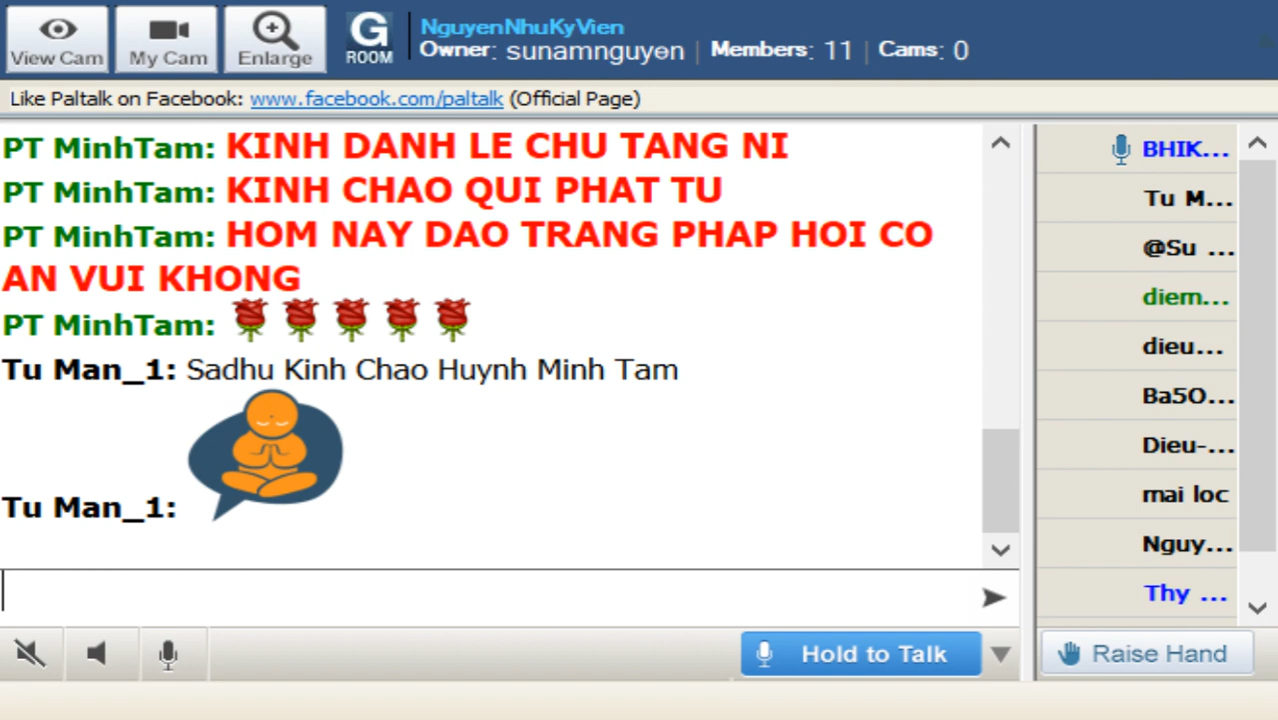 View Cam
My Cam
Enlarge
G
ROOM
NguyenNhuKyVien
Owner: sunamnguyen | Members: 11 | Cams: 0
Like Paltalk on Facebook: www.facebook.com/paltalk (Official Page)
PT MinhTam: KINH DANH LE CHU TANG NI
PT MinhTam: KINH CHAO QUI PHAT TU
PT MinhTam: HOM NAY DAO TRANG PHAP HOI CO
AN VUI KHONG
PT MinhTam:
Tu Man_1: Sadhu Kinh Chao Huynh Minh Tam
Tu Man_1:
BHIK...
Tu M...
@Su ...
diem...
dieu...
Ba5O...
Dieu-...
mai loc
Nguy...
Thy ...
Hold to Talk
Raise Hand